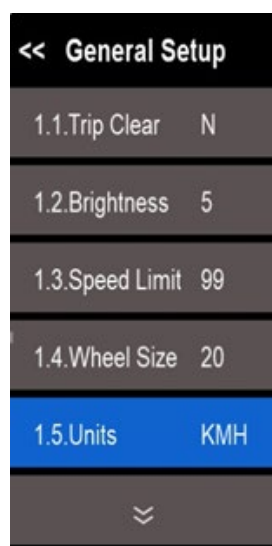 << General Setup
1.1.Trip Clear N
1.2.Brightness 5
1.3.Speed Limit 99
1.4.Wheel Size 20
1.5.Units KMH